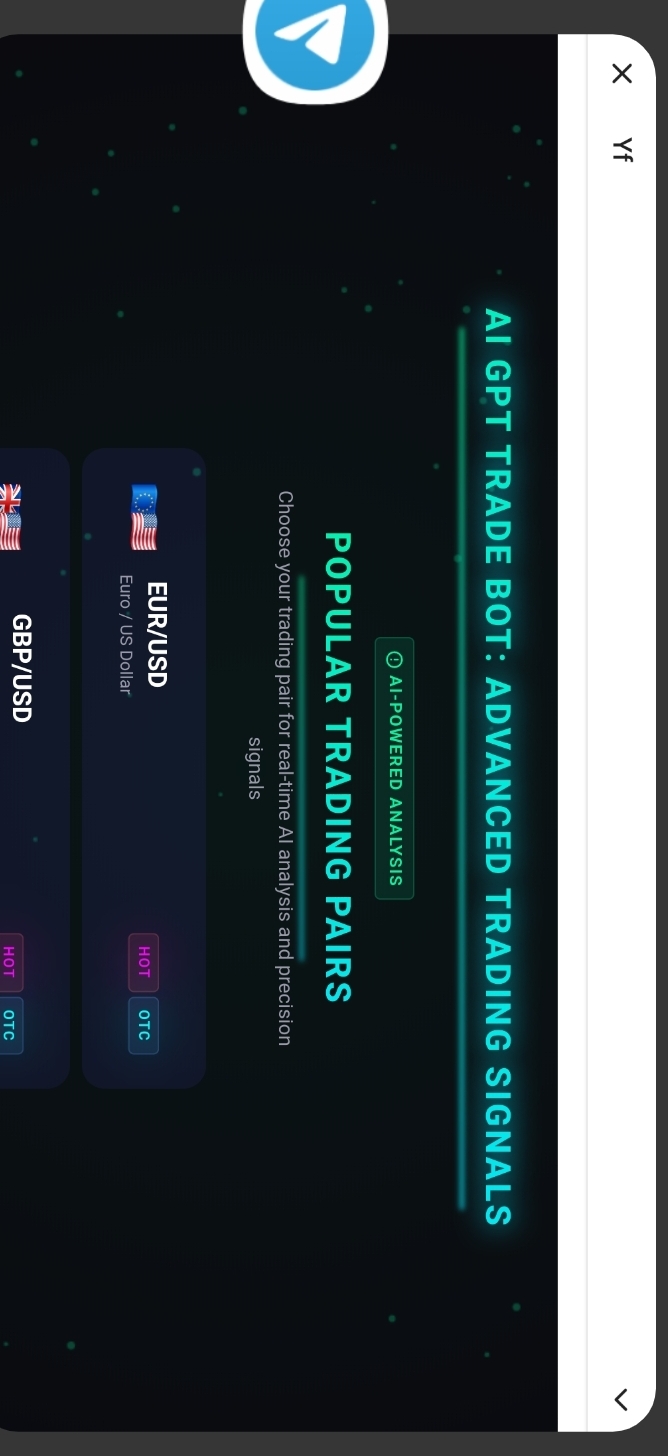 Yf
AI GPT TRADE BOT: ADVANCED TRADING SIGNALS
AI-POWERED ANALYSIS
POPULAR TRADING PAIRS
Choose your trading pair for real-time AI analysis and precision
signals
EUR/USD
Euro / US Dollar
HOT
OTC
GBP/USD
HOT
OTC